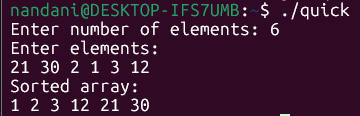 nandani@DESKTOP-IFS7UMB:~$ ./quick
Enter number of elements: 6
Enter elements:
21 30 2 1 3 12
Sorted array:
1 2 3 12 21 30